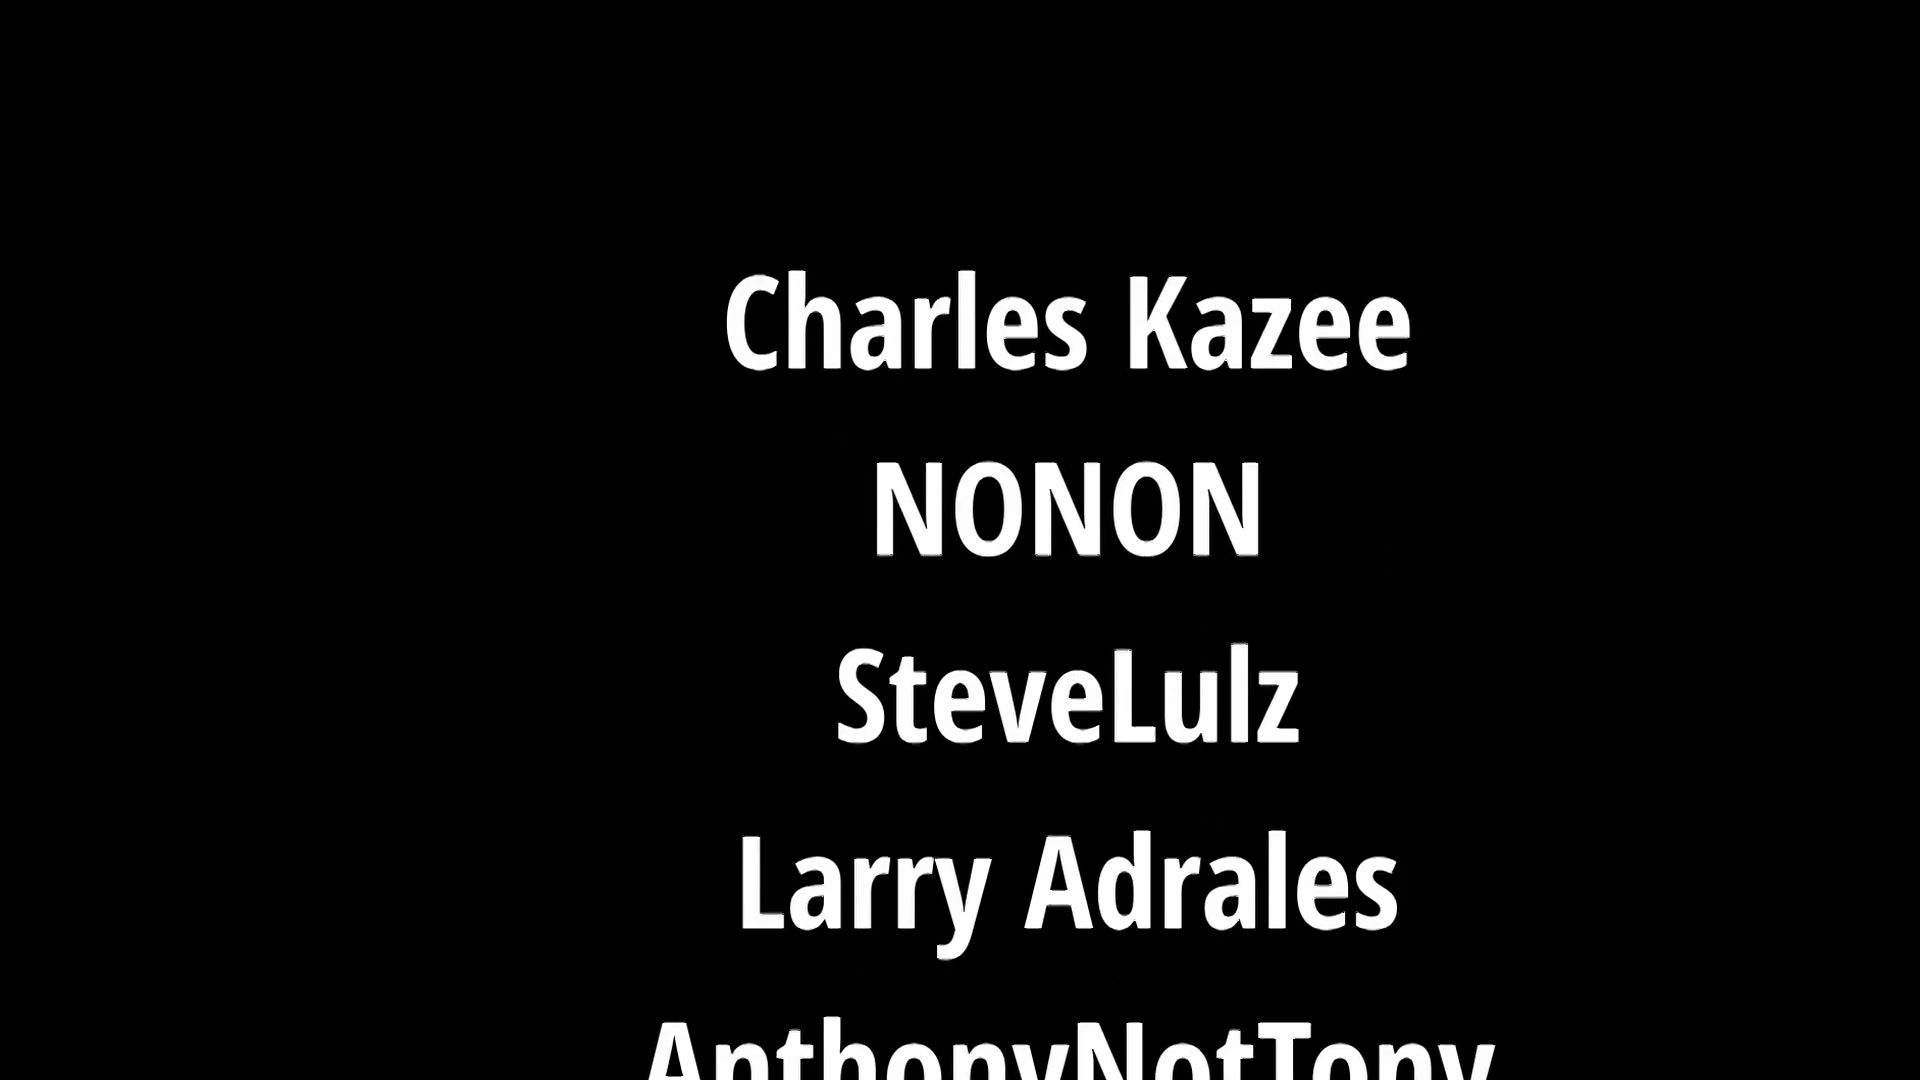 Charles Kazee
NONON
SteveLulz
Larry Adrales
AnthonyNotTony